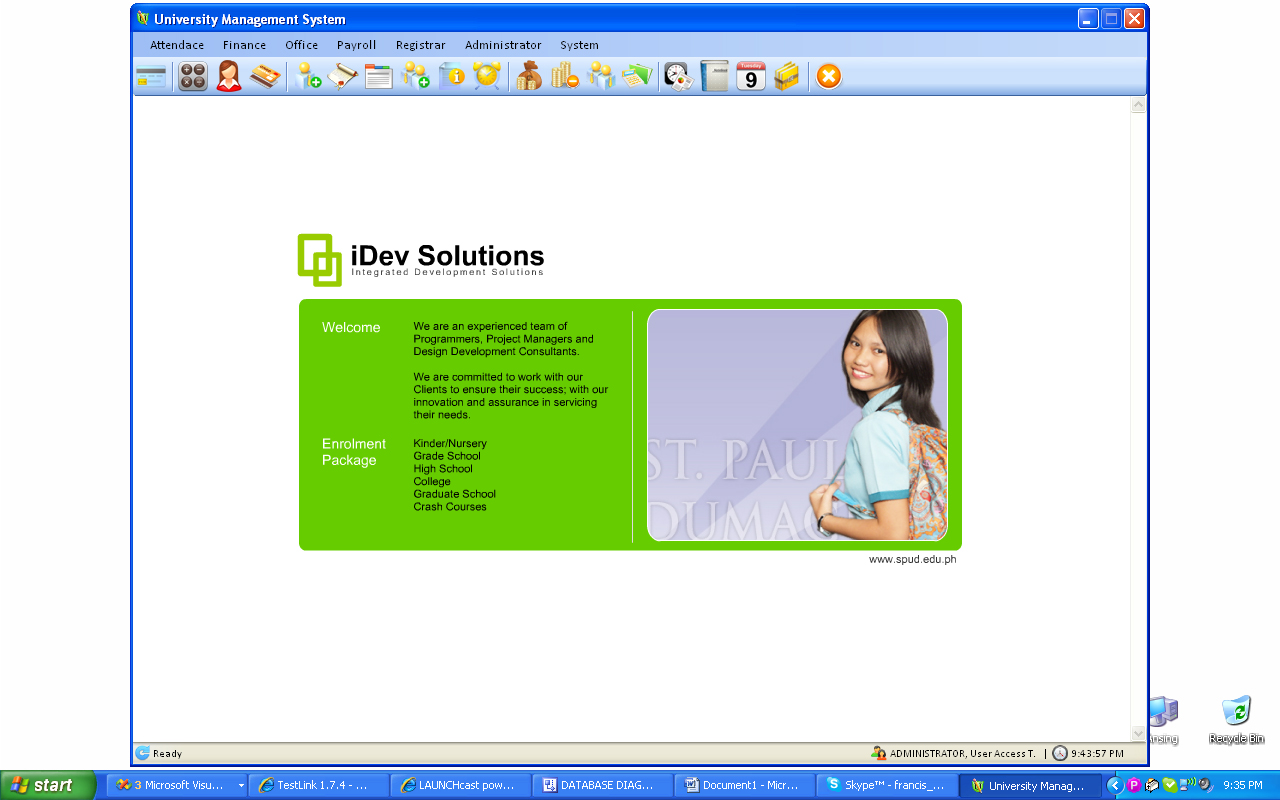 University Management System
Attendace Finance Office Payroll Registrar Administrator System
Tuesday
9
iDev Solutions
Integrated Development Solutions
Welcome
We are an experienced team of
Programmers, Project Managers and
Design Development Consultants.
We are committed to work with our
Clients to ensure their success; with our
innovation and assurance in servicing
their needs.
Enrolment
Package
Kinder/Nursery
Grade School
High School
College
Graduate School
Crash Courses
ST. PAUL
DUMAG
www.spud.edu.ph
Ready
ADMINISTRATOR, User Access T. | 9:43:57 PM
Recycle Bin
start
3 Microsoft Visu...
TestLink 1.7.4 - ...
LAUNCHcast pow...
DATABASE DIAG...
Document1 - Micr...
Skype™ - francis_...
University Manag...
9:35 PM